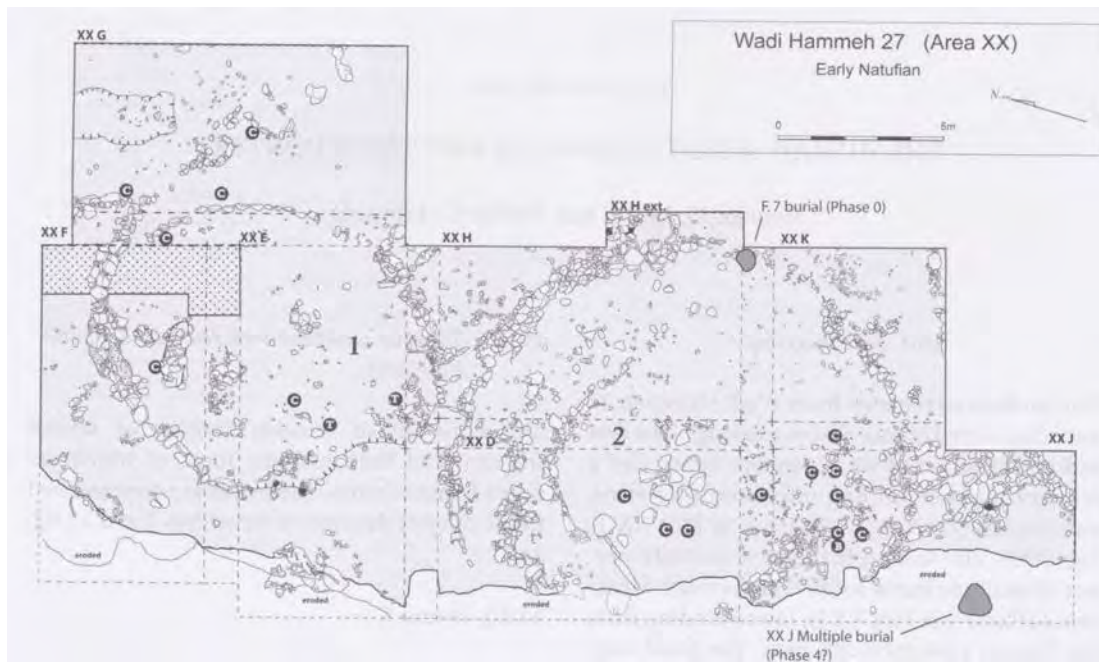 XX G
Wadi Hammeh 27 (Area XX)
Early Natufian
N
0 5m
C
C
C
C
XX H ext.
F.7 burial (Phase 0)
XX F
XX E
XX H
XX K
1
C
C
T
T
XX D
2
C
XX J
C
C
C
C
C
C
C
C
C
eroded
eroded
eroded
eroded
XX J Multiple burial
(Phase 4?)